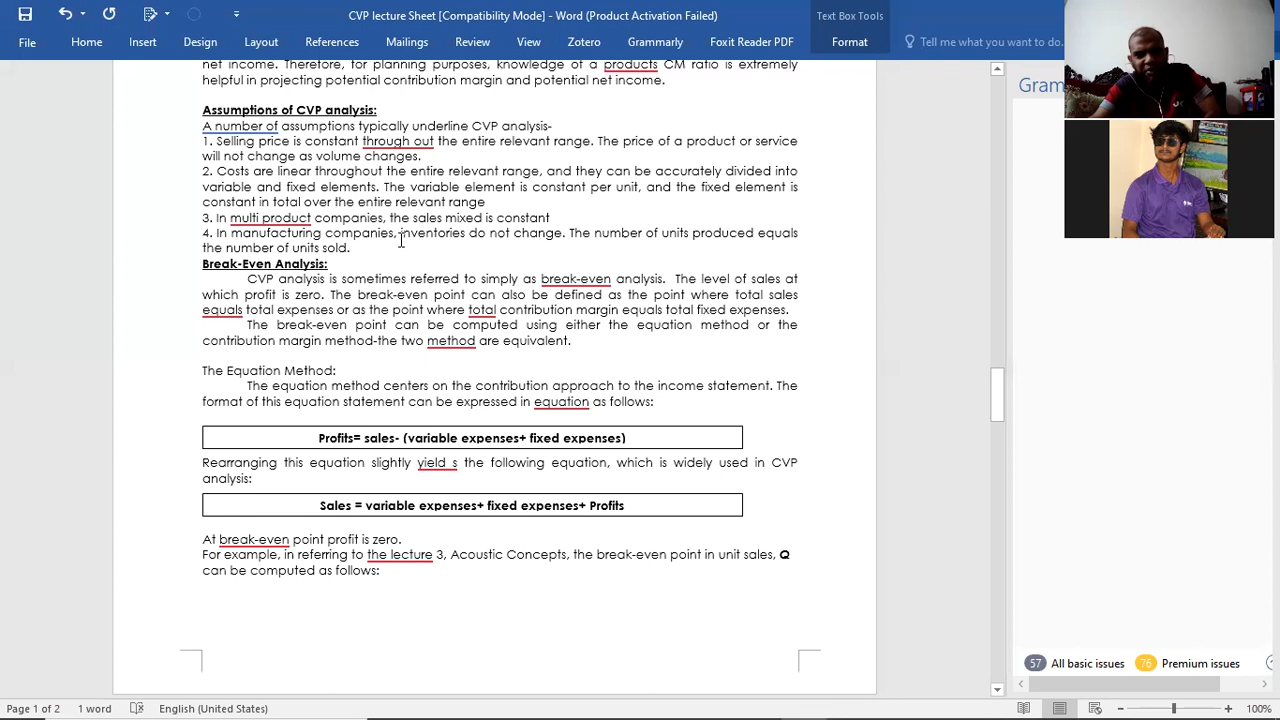 CVP lecture Sheet [Compatibility Mode] - Word (Product Activation Failed)
Text Box Tools
File Home Insert Design Layout References Mailings Review View Zotero Grammarly Foxit Reader PDF Format Tell me what you want to do.
net income. Therefore, for planning purposes, knowledge of a products CM ratio is extremely
helpful in projecting potential contribution margin and potential net income.
Gram
Assumptions of CVP analysis:
A number of assumptions typically underline CVP analysis-
1. Selling price is constant through out the entire relevant range. The price of a product or service
will not change as volume changes.
2. Costs are linear throughout the entire relevant range, and they can be accurately divided into
variable and fixed elements. The variable element is constant per unit, and the fixed element is
constant in total over the entire relevant range
3. In multi product companies, the sales mixed is constant
4. In manufacturing companies, inventories do not change. The number of units produced equals
the number of units sold.
Break-Even Analysis:
CVP analysis is sometimes referred to simply as break-even analysis. The level of sales at
which profit is zero. The break-even point can also be defined as the point where total sales
equals total expenses or as the point where total contribution margin equals total fixed expenses.
The break-even point can be computed using either the equation method or the
contribution margin method-the two method are equivalent.
The Equation Method:
The equation method centers on the contribution approach to the income statement. The
format of this equation statement can be expressed in equation as follows:
Profits= sales- (variable expenses+ fixed expenses)
Rearranging this equation slightly yield s the following equation, which is widely used in CVP
analysis:
Sales = variable expenses+ fixed expenses+ Profits
At break-even point profit is zero.
For example, in referring to the lecture 3, Acoustic Concepts, the break-even point in unit sales, Q
can be computed as follows:
57 All basic issues 76 Premium issues
Page 1 of 2 1 word English (United States) 100%